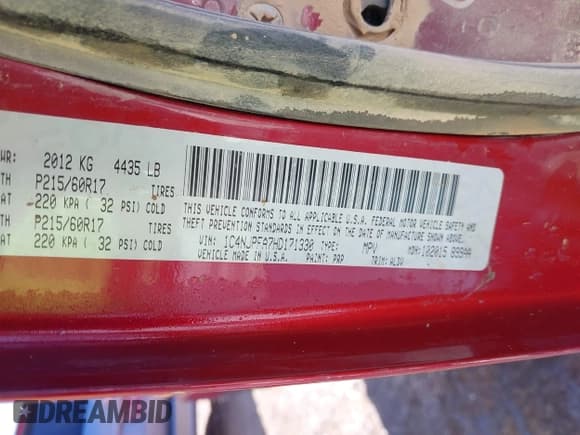 WR: 2012 KG 4435 LB
TH P215/60R17 TIRES
AT 220 KPA ( 32 PSI) COLD
TH P215/60R17 TIRES
AT 220 KPA ( 32 PSI) COLD
THIS VEHICLE CONFORMS TO ALL APPLICABLE U.S.A. FEDERAL MOTOR VEHICLE SAFETY AND
THEFT PREVENTION STANDARDS IN EFFECT ON THE DATE OF MANUFACTURE SHOWN ABOVE.
VIN: 1C4NJPFA7HD171330 TYPE: MPV MDH: 102015
VEHICLE MADE IN U.S.A. PAINT: PRP TRIM: ALDV
DREAMBID